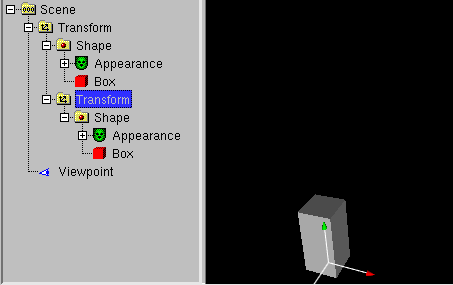 Scene
Transform
Shape
Appearance
Box
Transform
Shape
Appearance
Box
Viewpoint